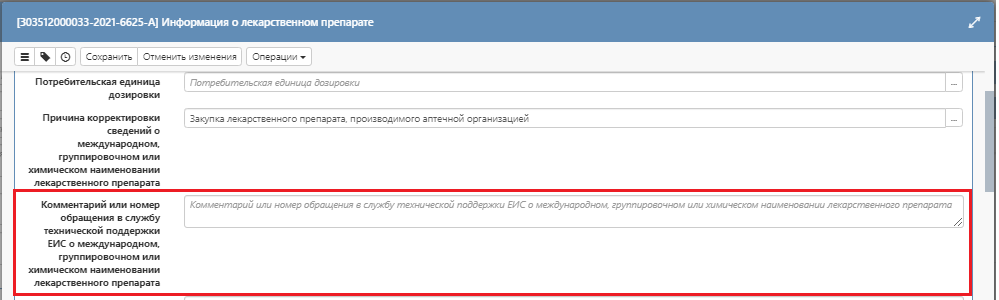 [303512000033-2021-6625-A] Информация о лекарственном препарате
Сохранить Отменить изменения Операции
Потребительская единица
дозировки
Потребительская единица дозировки ...
Причина корректировки
сведений о
международном,
группировочном или
химическом наименовании
лекарственного препарата
Закупка лекарственного препарата, производимого аптечной организацией ...
Комментарий или номер
обращения в службу
технической поддержки
ЕИС о международном,
группировочном или
химическом наименовании
лекарственного препарата
Комментарий или номер обращения в службу технической поддержки ЕИС о международном, группировочном или химическом наименовании лекарственного препарата